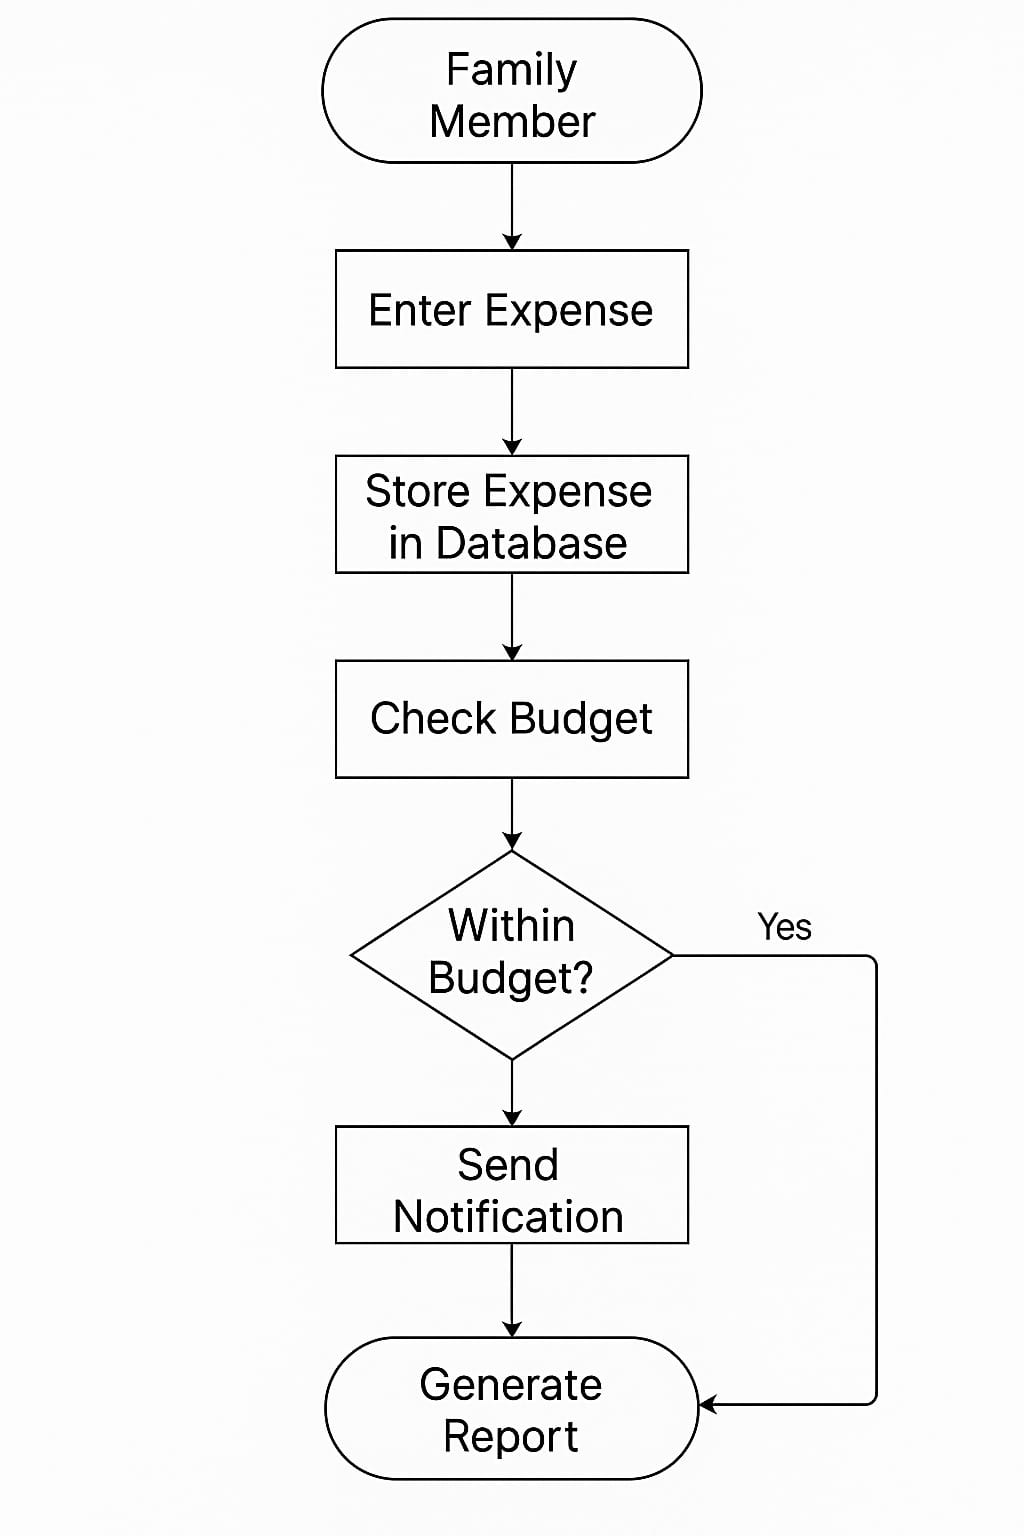 Family
Member
Enter Expense
Store Expense
in Database
Check Budget
Within
Budget?
Yes
Send
Notification
Generate
Report